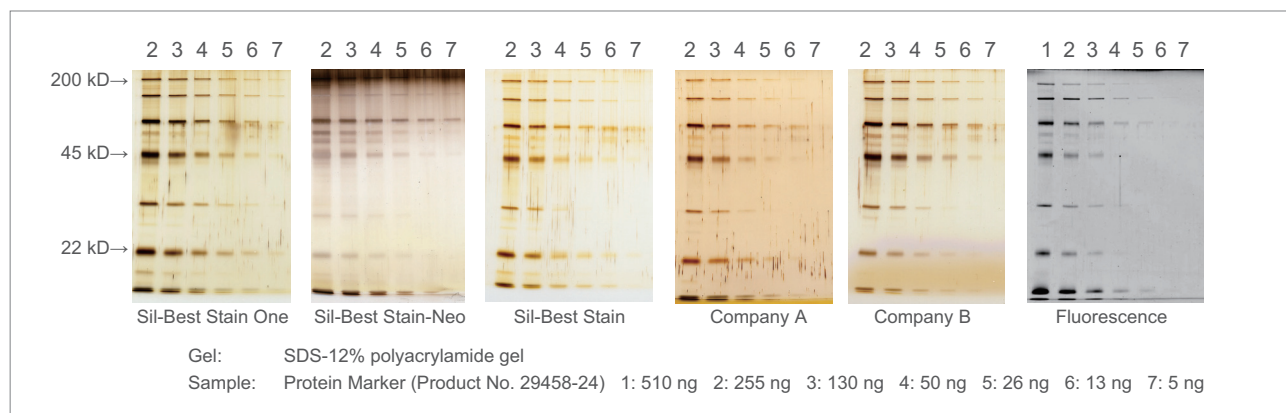 2 3 4 5 6 7
2 3 4 5 6 7
2 3 4 5 6 7
2 3 4 5 6 7
2 3 4 5 6 7
1 2 3 4 5 6 7
200 kD→
45 kD→
22 kD→
Sil-Best Stain One
Sil-Best Stain-Neo
Sil-Best Stain
Company A
Company B
Fluorescence
Gel: SDS-12% polyacrylamide gel
Sample: Protein Marker (Product No. 29458-24) 1: 510 ng 2: 255 ng 3: 130 ng 4: 50 ng 5: 26 ng 6: 13 ng 7: 5 ng